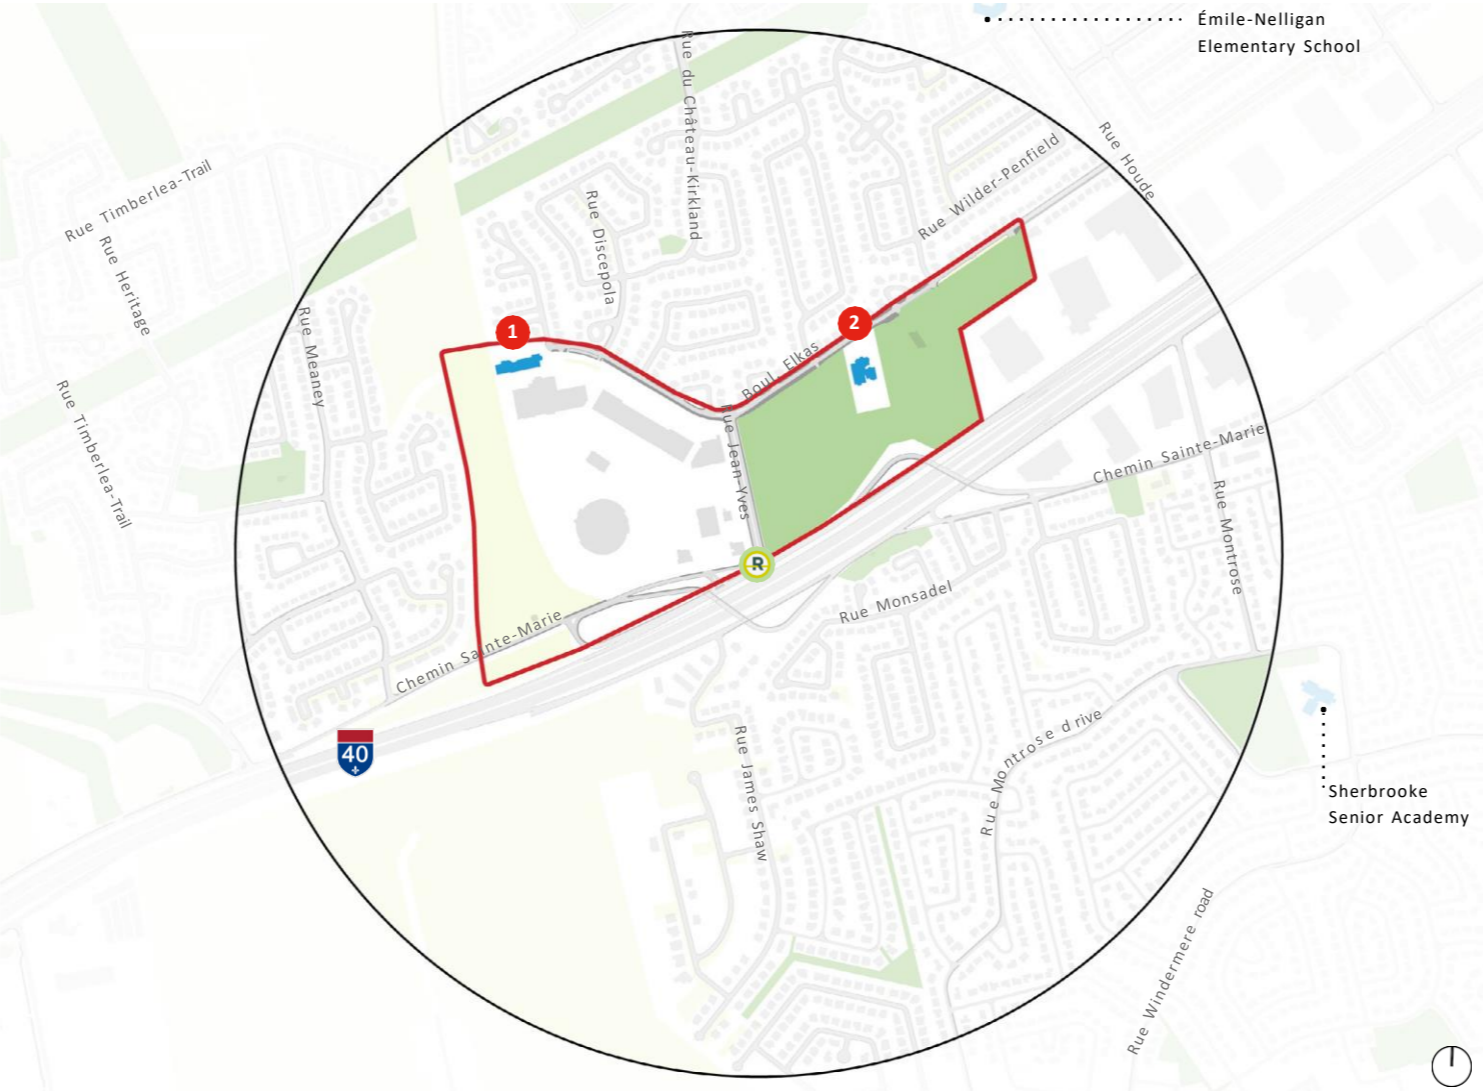 Émile-Nelligan
Elementary School
Rue du Château-Kirkland
Rue Houde
Rue Wilder-Penfield
Rue Timberlea-Trail
Rue Discepola
Rue Heritage
Rue Meaney
1
2
Boul. Elkas
Rue Timberlea-Trail
Rue Jean-Yves
Chemin Sainte-Marie
Rue Montrose
R
Rue Monsadel
Chemin Sainte-Marie
40
Rue Montrose drive
Rue James Shaw
Sherbrooke
Senior Academy
Rue Windermere road